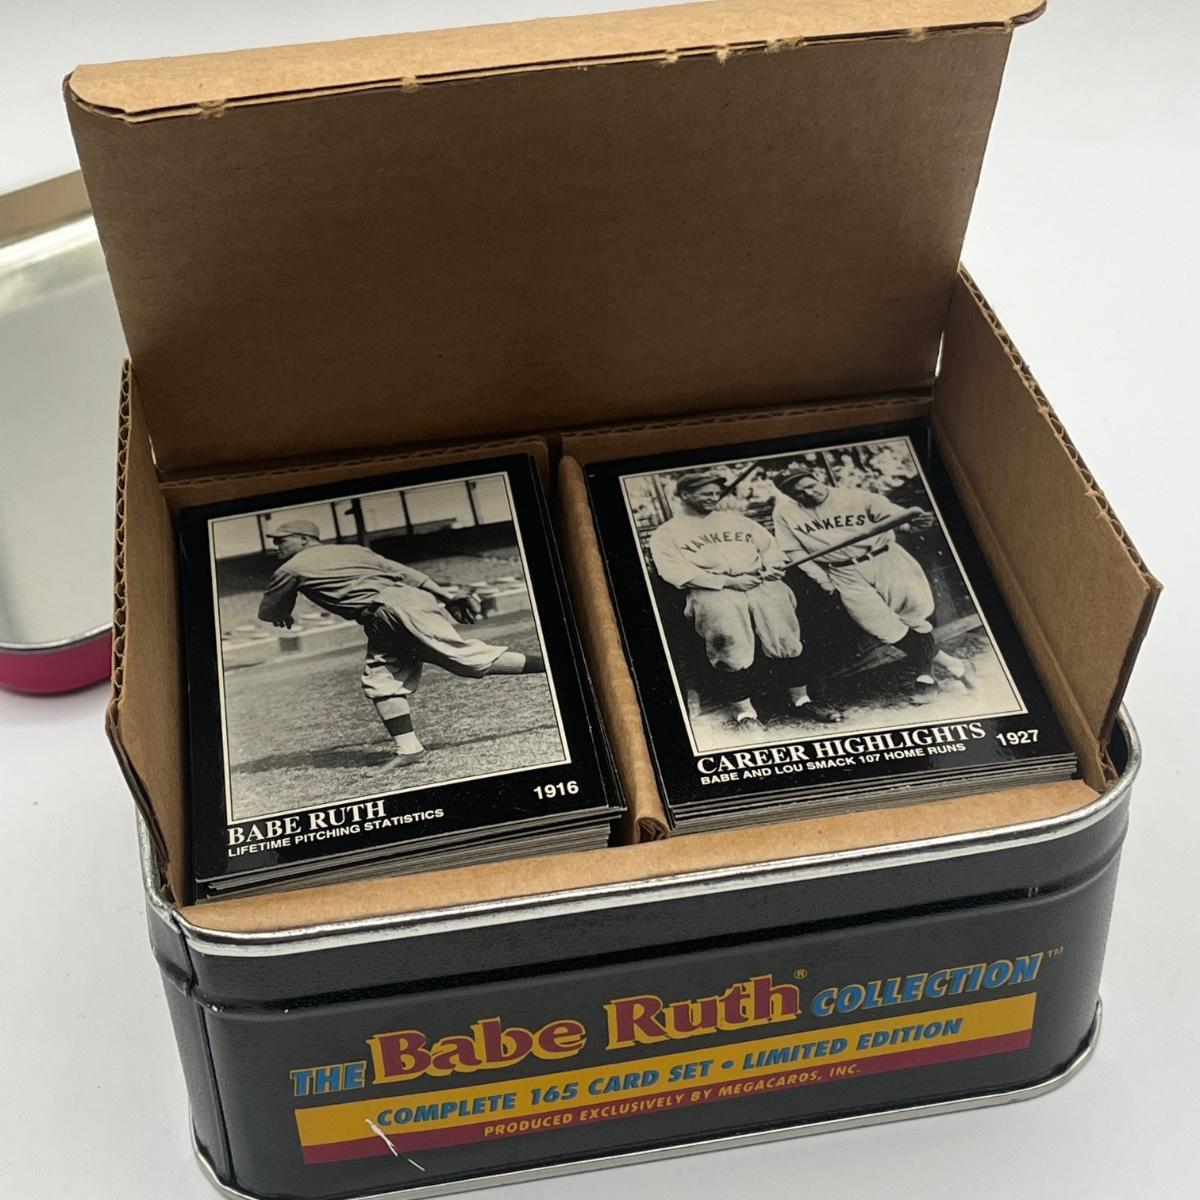 YANKEES
YANKEES
BABE RUTH
LIFETIME PITCHING STATISTICS
1916
CAREER HIGHLIGHTS
BABE AND LOU SMACK 107 HOME RUNS
1927
THE Babe Ruth® COLLECTION™
COMPLETE 165 CARD SET • LIMITED EDITION
PRODUCED EXCLUSIVELY BY MEGACARDS, INC.